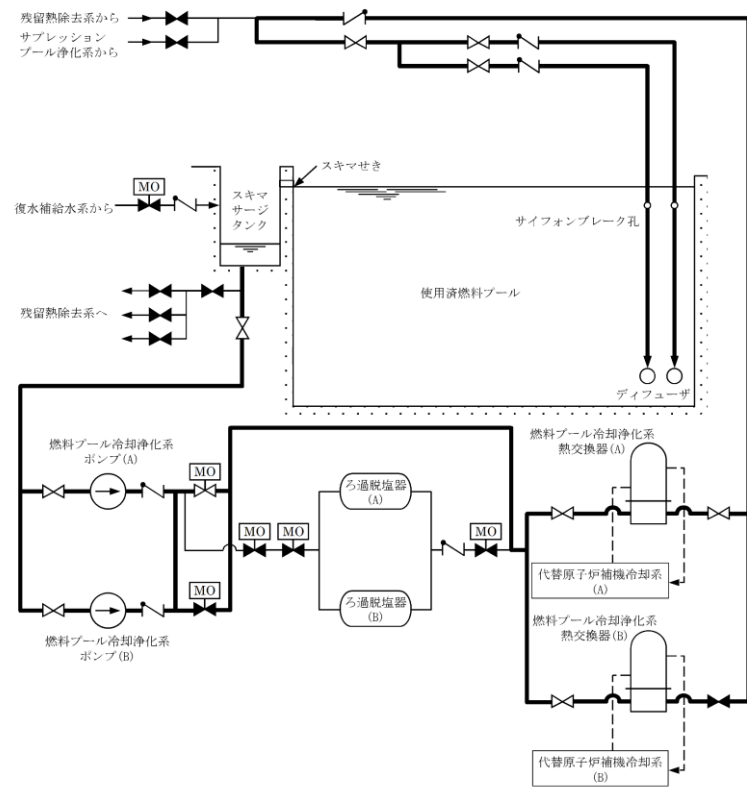 残留熱除去系から
サプレッション
プール浄化系から
スキマせき
MO
復水補給水系から
スキマ
サージ
タンク
サイフォンブレーク孔
使用済燃料プール
残留熱除去系へ
ディフューザ
燃料プール冷却浄化系
ポンプ(A)
MO
MO
MO
ろ過脱塩器
(A)
MO
燃料プール冷却浄化系
熱交換器(A)
代替原子炉補機冷却系
(A)
MO
ろ過脱塩器
(B)
燃料プール冷却浄化系
ポンプ(B)
燃料プール冷却浄化系
熱交換器(B)
代替原子炉補機冷却系
(B)